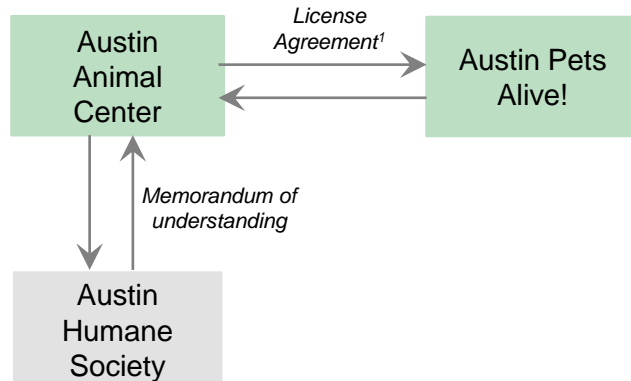 Austin
Animal
Center
License
Agreement¹
Austin Pets
Alive!
Memorandum of
understanding
Austin
Humane
Society